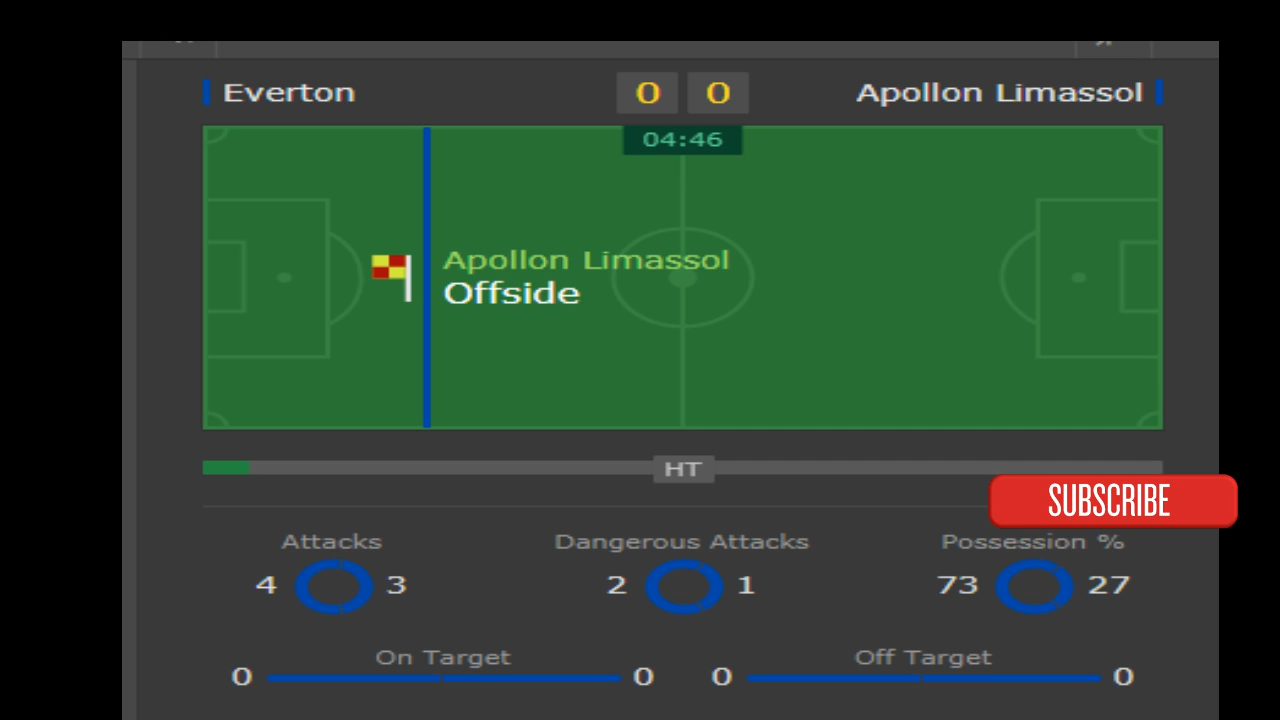 Everton 0 0 Apollon Limassol
04:46
Apollon Limassol
Offside
HT
SUBSCRIBE
Attacks Dangerous Attacks Possession %
4 3 2 1 73 27
On Target Off Target
0 0 0 0